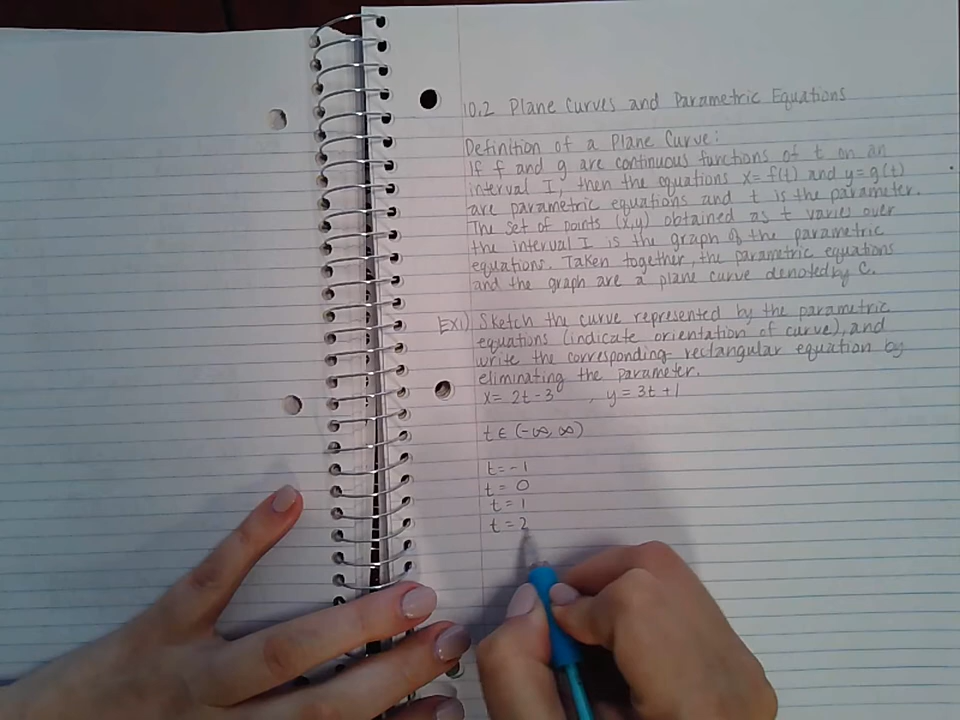 10.2 Plane Curves and Parametric Equations
Definition of a Plane Curve:
If f and g are continuous functions of t on an
interval I, then the equations x=f(t) and y=g(t)
are parametric equations and t is the parameter.
The set of points (x,y) obtained as t varies over
the interval I is the graph of the parametric
equations. Taken together, the parametric equations
and the graph are a plane curve denoted by C.
EX1) Sketch the curve represented by the parametric
equations (indicate orientation of curve), and
write the corresponding rectangular equation by
eliminating the parameter.
x= 2t-3 , y=3t+1
t∈(-∞,∞)
t=-1
t=0
t=1
t=2